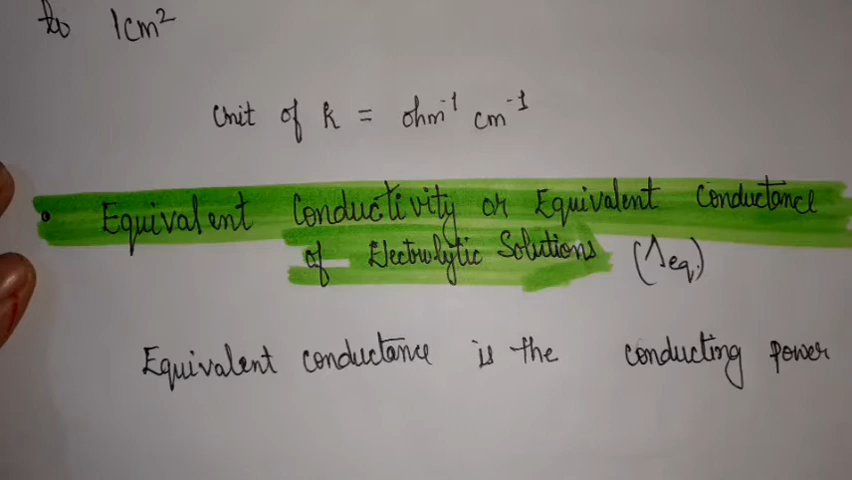 to 1cm²
Unit of k = ohm⁻¹ cm⁻¹
• Equivalent Conductivity or Equivalent Conductance
of Electrolytic Solutions (Λeq.)
Equivalent conductance is the conducting power